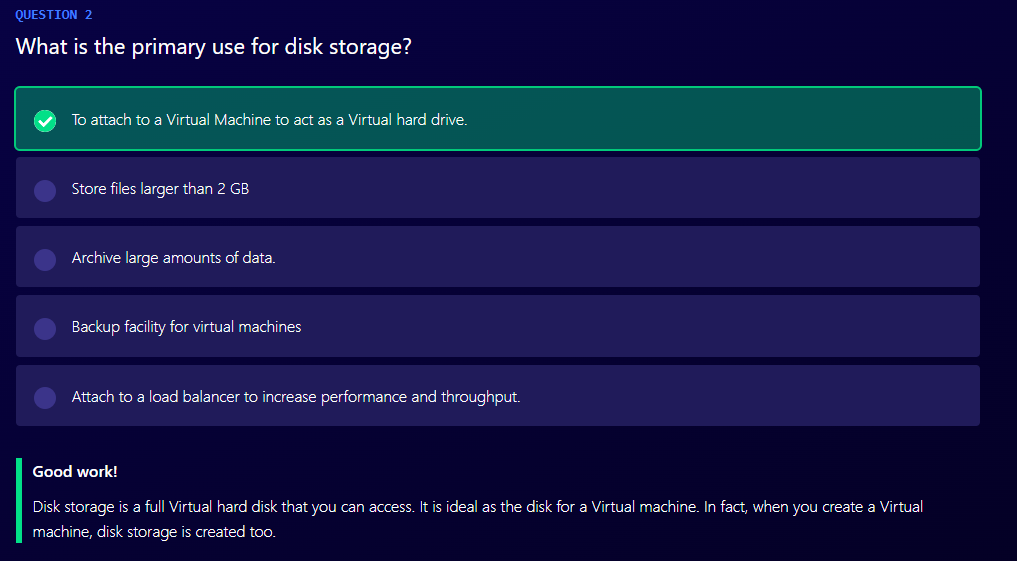 QUESTION 2
What is the primary use for disk storage?
To attach to a Virtual Machine to act as a Virtual hard drive.
Store files larger than 2 GB
Archive large amounts of data.
Backup facility for virtual machines
Attach to a load balancer to increase performance and throughput.
Good work!
Disk storage is a full Virtual hard disk that you can access. It is ideal as the disk for a Virtual machine. In fact, when you create a Virtual
machine, disk storage is created too.